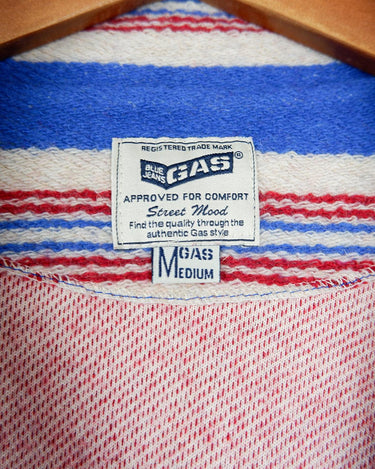 REGISTERED TRADE MARK
BLUE JEANS GAS®
APPROVED FOR COMFORT
Street Mood
Find the quality through the
authentic Gas style
GAS
MEDIUM